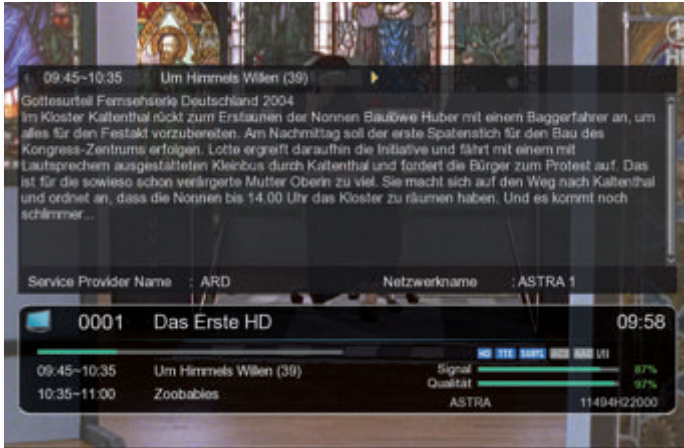 09:45~10:35 Um Himmels Willen (39)
Gottesurteil Fernsehserie Deutschland 2004
Im Kloster Kaltenthal rückt zum Erstaunen der Nonnen Baulöwe Huber mit einem Baggerfahrer an, um
alles für den Festakt vorzubereiten. Am Nachmittag soll der erste Spatenstich für den Bau des
Kongress-Zentrums erfolgen. Lotte ergreift daraufhin die Initiative und fährt mit einem mit
Lautsprechern ausgestatteten Kleinbus durch Kaltenthal und fordert die Bürger zum Protest auf. Das
ist für die sowieso schon verärgerte Mutter Oberin zu viel. Sie macht sich auf den Weg nach Kaltenthal
und ordnet an, dass die Nonnen bis 14.00 Uhr das Kloster zu räumen haben. Und es kommt noch
schlimmer...
Service Provider Name : ARD Netzwerkname : ASTRA 1
0001 Das Erste HD 09:58
HD TTX SUBTL
09:45~10:35 Um Himmels Willen (39) Signal 87%
Qualität 97%
10:35~11:00 Zoobabies
ASTRA 11494H22000